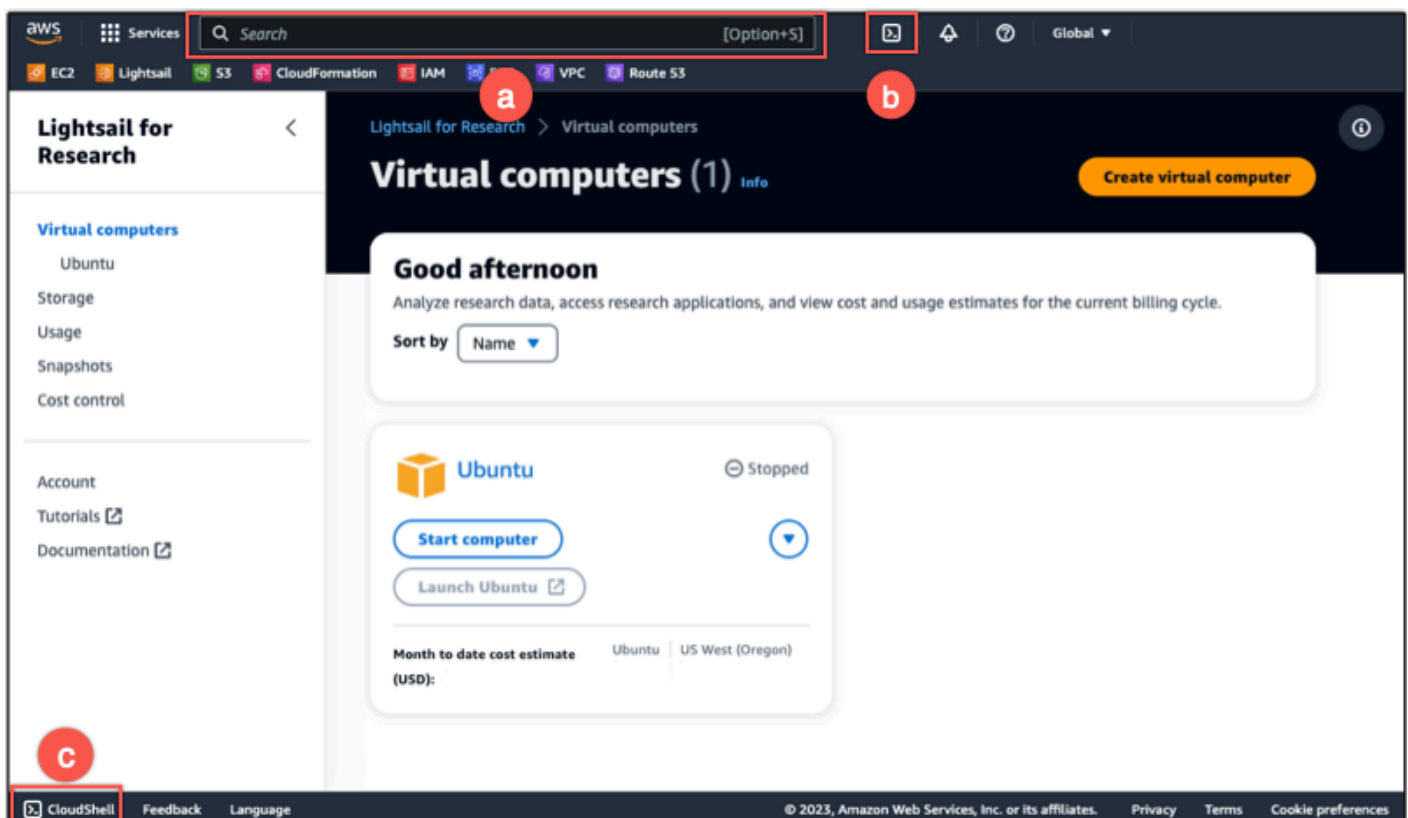 aws Services Search [Option+S] Global
EC2 Lightsail S3 CloudFormation IAM VPC Route 53
a
b
Lightsail for
Research
Lightsail for Research > Virtual computers
Virtual computers (1) Info
Create virtual computer
Virtual computers
Ubuntu
Storage
Usage
Snapshots
Cost control
Account
Tutorials
Documentation
Good afternoon
Analyze research data, access research applications, and view cost and usage estimates for the current billing cycle.
Sort by Name
Ubuntu Stopped
Start computer
Launch Ubuntu
Month to date cost estimate
(USD):
Ubuntu US West (Oregon)
c
CloudShell Feedback Language © 2023, Amazon Web Services, Inc. or its affiliates. Privacy Terms Cookie preferences